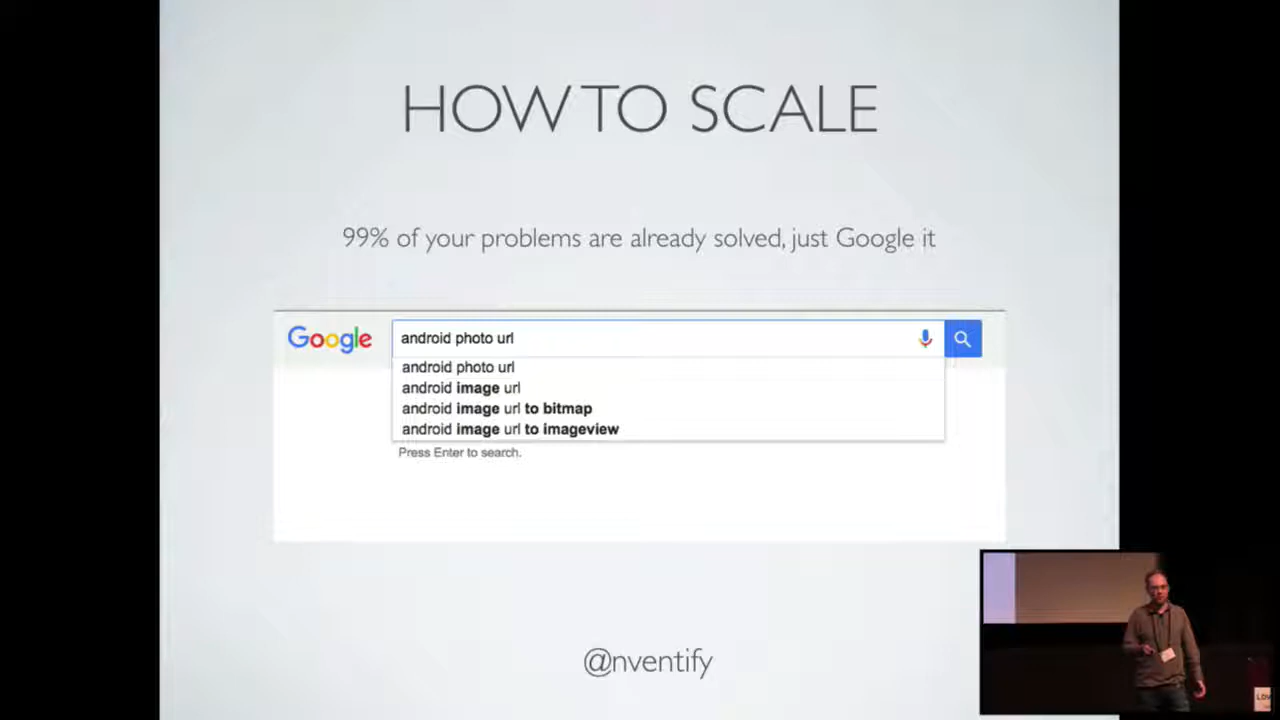 HOW TO SCALE
99% of your problems are already solved, just Google it
Google
android photo url
android photo url
android image url
android image url to bitmap
android image url to imageview
Press Enter to search.
@nventify